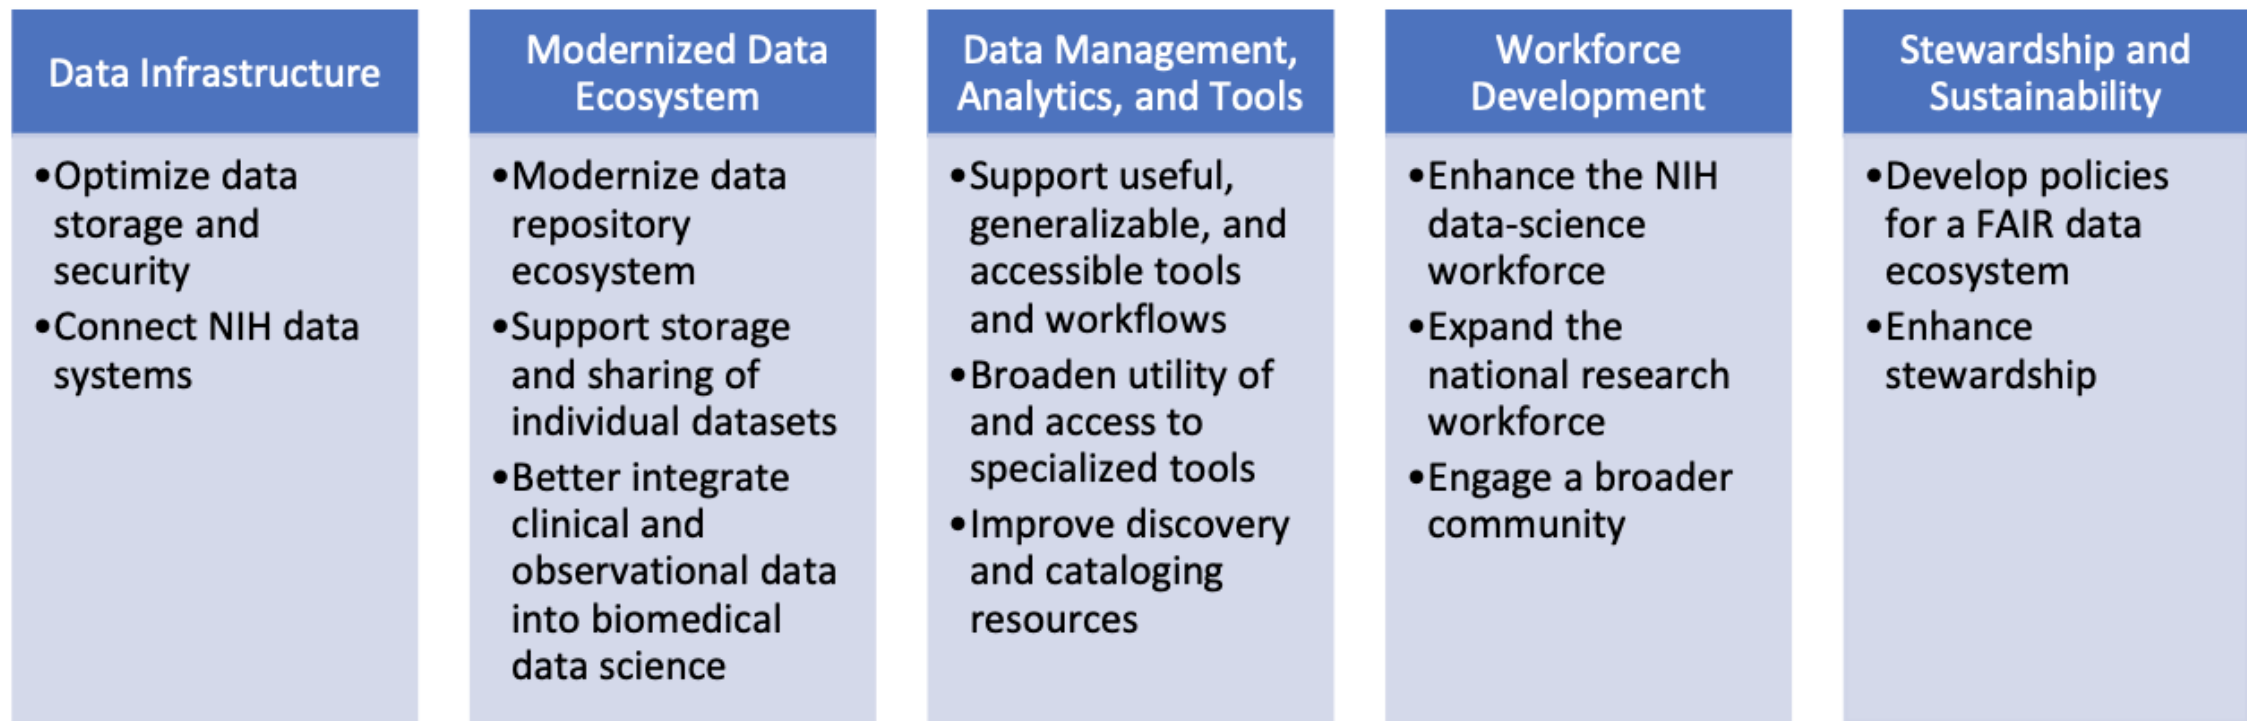 Data Infrastructure
•Optimize data
storage and
security
•Connect NIH data
systems
Modernized Data
Ecosystem
•Modernize data
repository
ecosystem
•Support storage
and sharing of
individual datasets
•Better integrate
clinical and
observational data
into biomedical
data science
Data Management,
Analytics, and Tools
•Support useful,
generalizable, and
accessible tools
and workflows
•Broaden utility of
and access to
specialized tools
•Improve discovery
and cataloging
resources
Workforce
Development
•Enhance the NIH
data-science
workforce
•Expand the
national research
workforce
•Engage a broader
community
Stewardship and
Sustainability
•Develop policies
for a FAIR data
ecosystem
•Enhance
stewardship